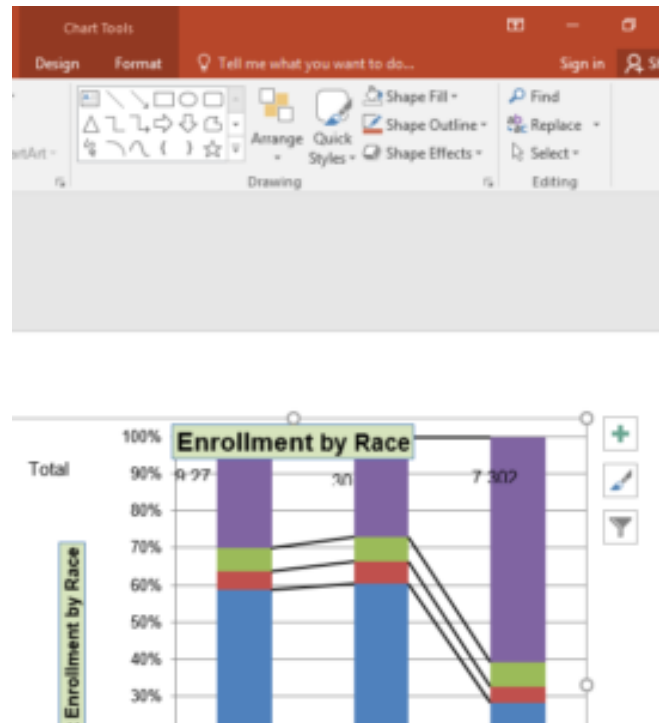 Chart Tools
Design Format Tell me what you want to do... Sign in
Shape Fill
Shape Outline
Shape Effects
Arrange
Quick Styles
Find
Replace
Select
Drawing
Editing
Enrollment by Race
Total
100%
90%
80%
70%
60%
50%
40%
30%
7 302
Enrollment by Race